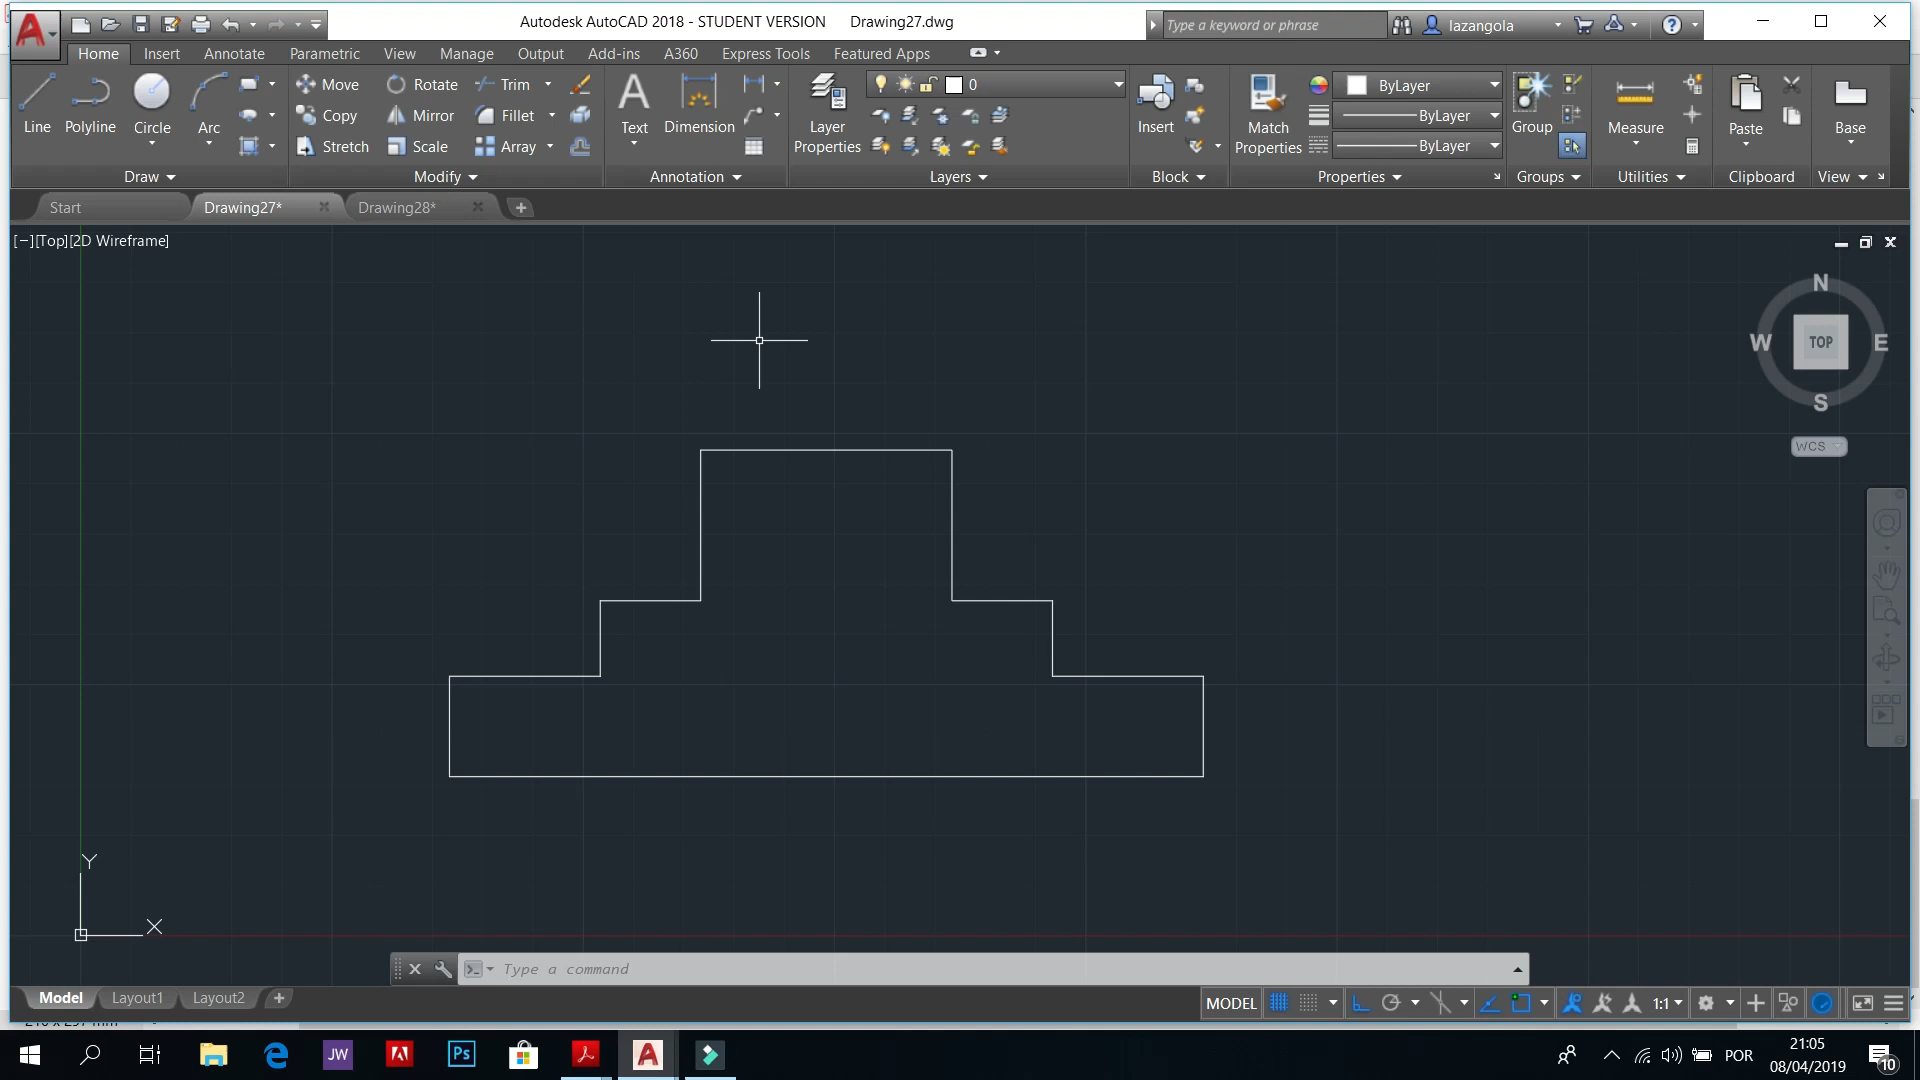 Autodesk AutoCAD 2018 - STUDENT VERSION Drawing27.dwg
Type a keyword or phrase
lazangola
Home Insert Annotate Parametric View Manage Output Add-ins A360 Express Tools Featured Apps
Line Polyline Circle Arc
Move Rotate Trim
Copy Mirror Fillet
Stretch Scale Array
Text Dimension
Layer Properties
0
Insert
Match Properties
ByLayer
ByLayer
ByLayer
Group
Measure
Paste
Base
Draw Modify Annotation Layers Block Properties Groups Utilities Clipboard View
Start Drawing27* Drawing28*
[−][Top][2D Wireframe]
N
W TOP E
S
WCS
Y
X
Type a command
Model Layout1 Layout2
MODEL 1:1
JW Ps
POR
21:05
08/04/2019
10